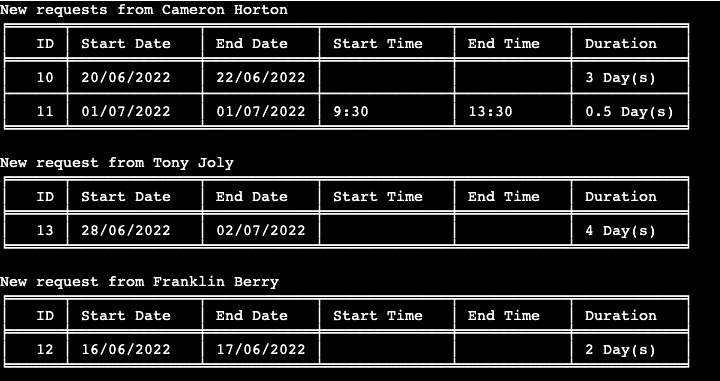 New requests from Cameron Horton
ID Start Date End Date Start Time End Time Duration
10 20/06/2022 22/06/2022 3 Day(s)
11 01/07/2022 01/07/2022 9:30 13:30 0.5 Day(s)
New request from Tony Joly
ID Start Date End Date Start Time End Time Duration
13 28/06/2022 02/07/2022 4 Day(s)
New request from Franklin Berry
ID Start Date End Date Start Time End Time Duration
12 16/06/2022 17/06/2022 2 Day(s)